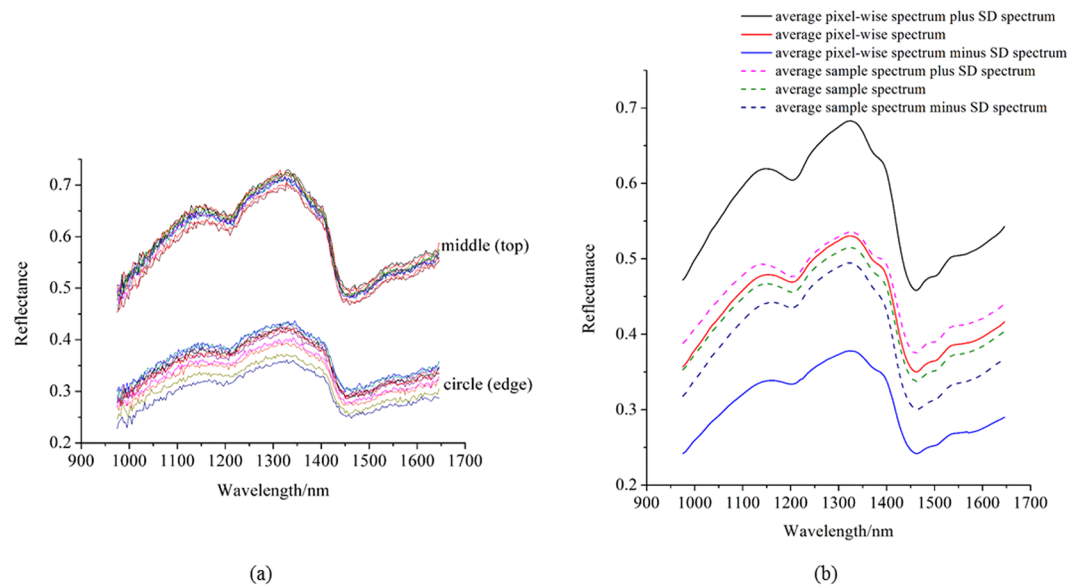 0.7
0.6
0.5
0.4
0.3
0.2
900
1000
1100
1200
1300
1400
1500
1600
1700
Reflectance
Wavelength/nm
middle (top)
circle (edge)
(a)
average pixel-wise spectrum plus SD spectrum
average pixel-wise spectrum
average pixel-wise spectrum minus SD spectrum
average sample spectrum plus SD spectrum
average sample spectrum
average sample spectrum minus SD spectrum
0.7
0.6
0.5
0.4
0.3
0.2
900
1000
1100
1200
1300
1400
1500
1600
1700
Reflectanace
Wavelength/nm
(b)